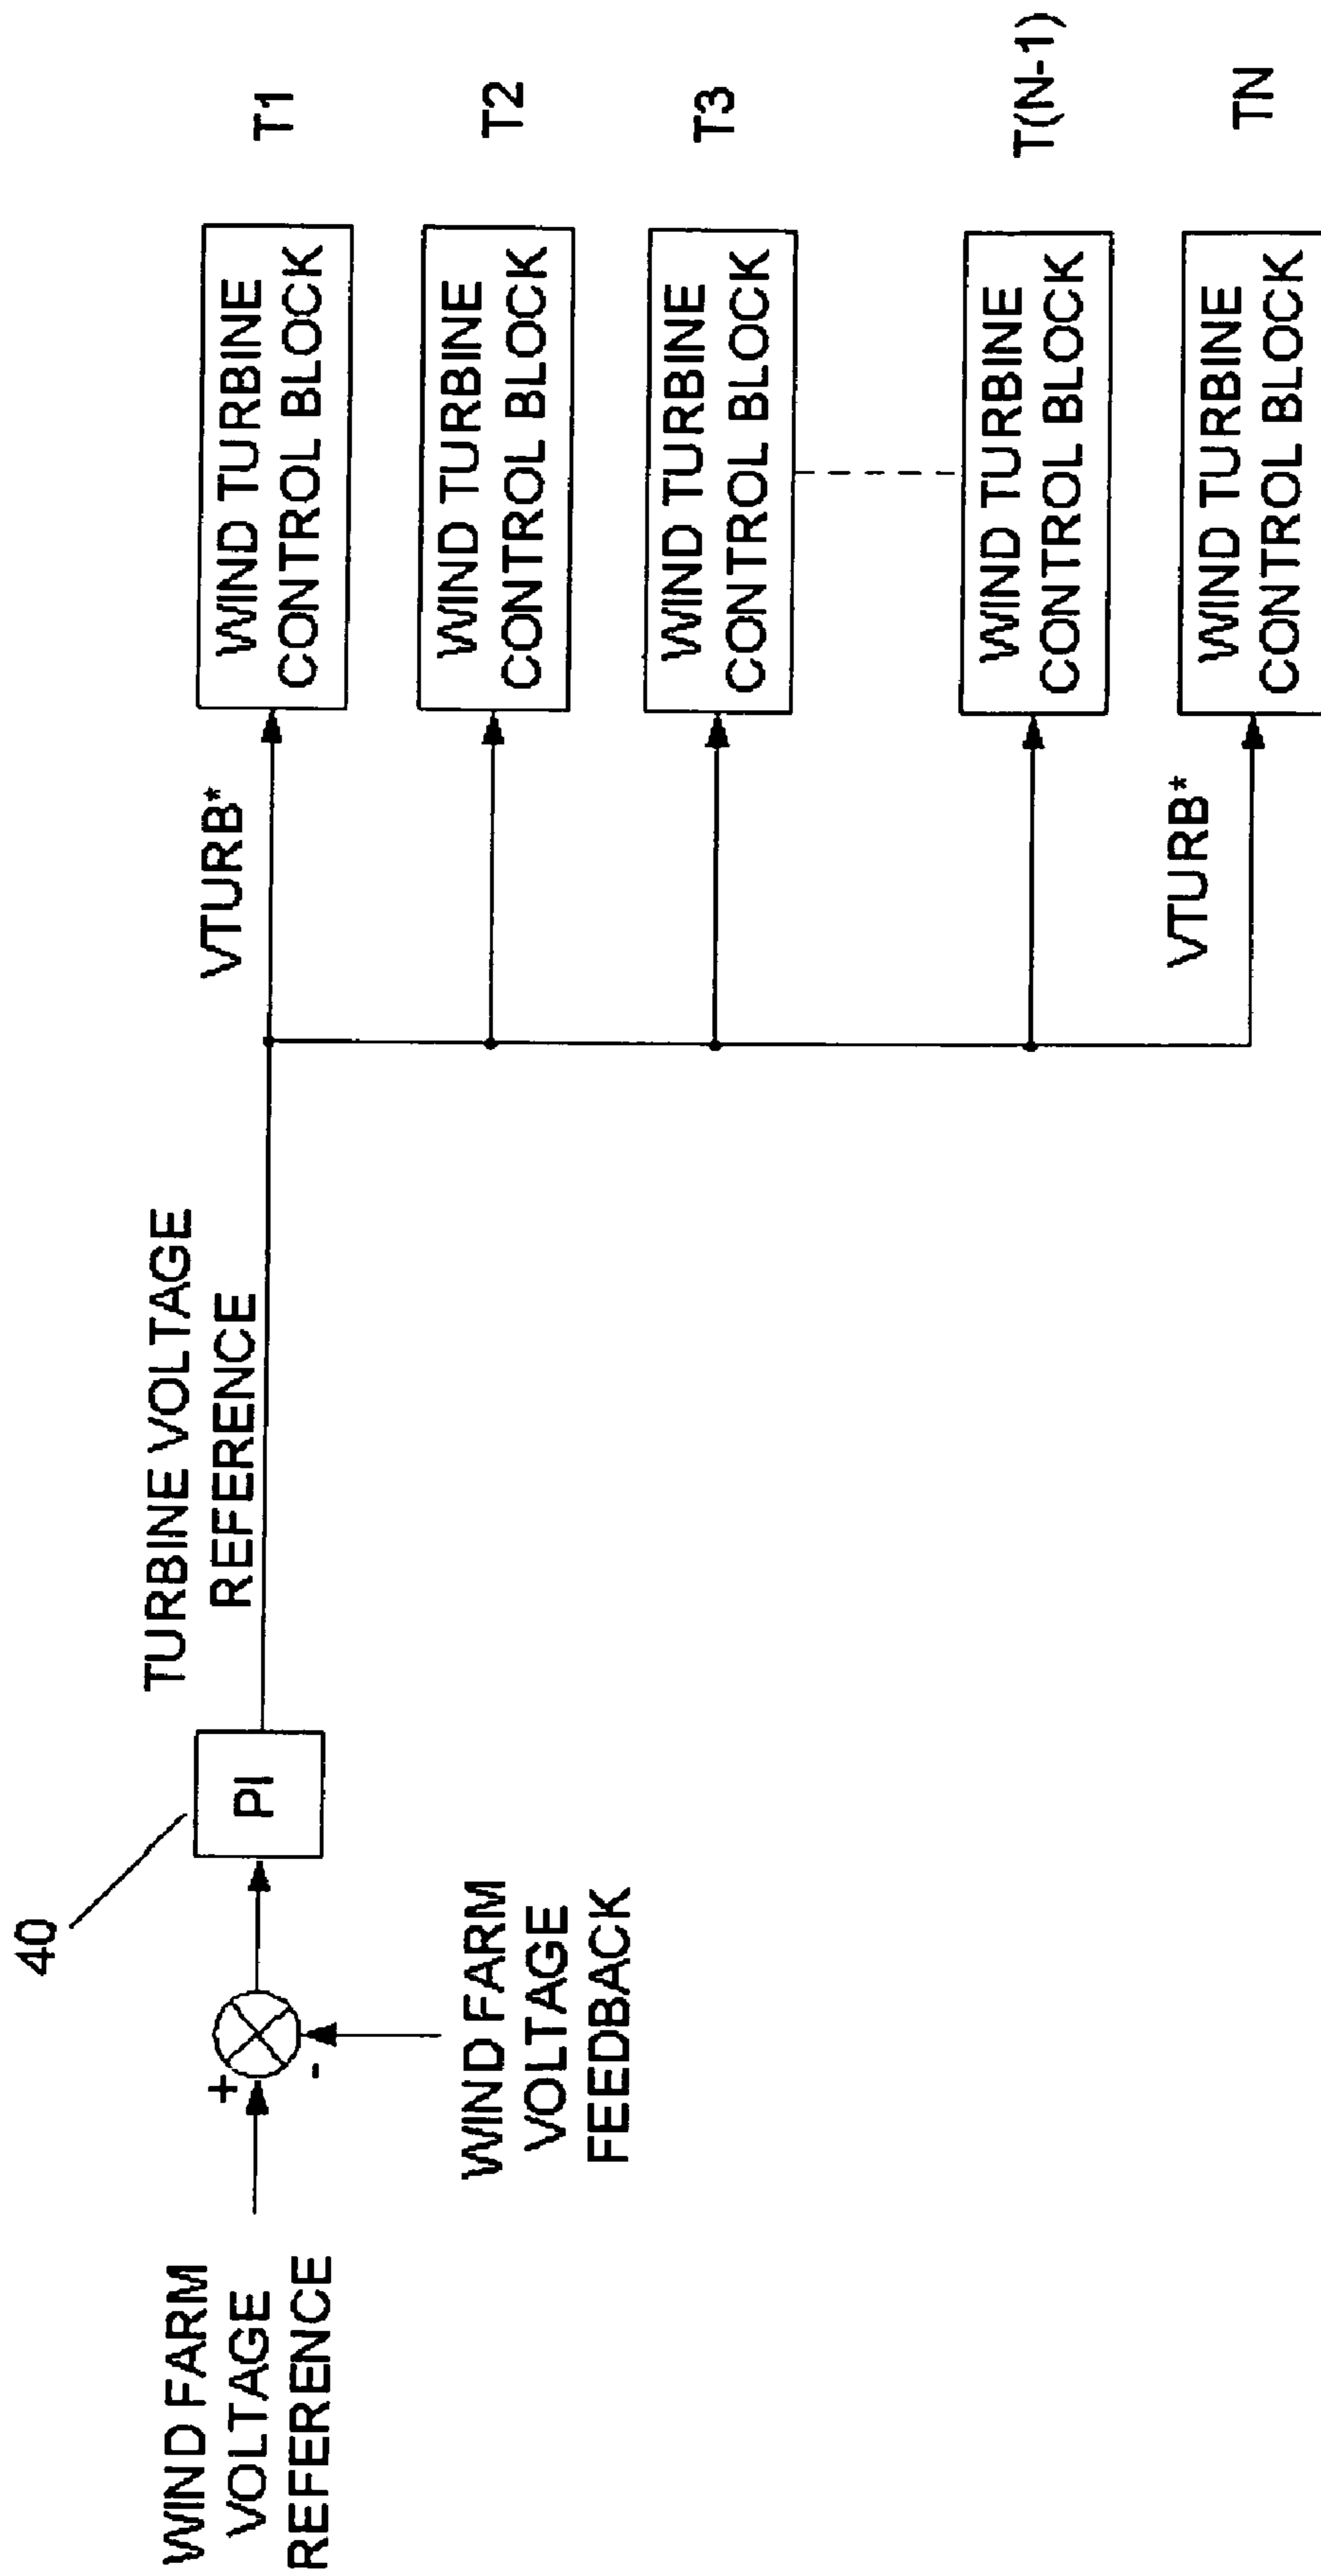 WIND FARM
VOLTAGE
REFERENCE
+
-
WIND FARM
VOLTAGE
FEEDBACK
40
PI
TURBINE VOLTAGE
REFERENCE
VTURB*
WIND TURBINE
CONTROL BLOCK
T1
WIND TURBINE
CONTROL BLOCK
T2
WIND TURBINE
CONTROL BLOCK
T3
WIND TURBINE
CONTROL BLOCK
T(N-1)
VTURB*
WIND TURBINE
CONTROL BLOCK
TN